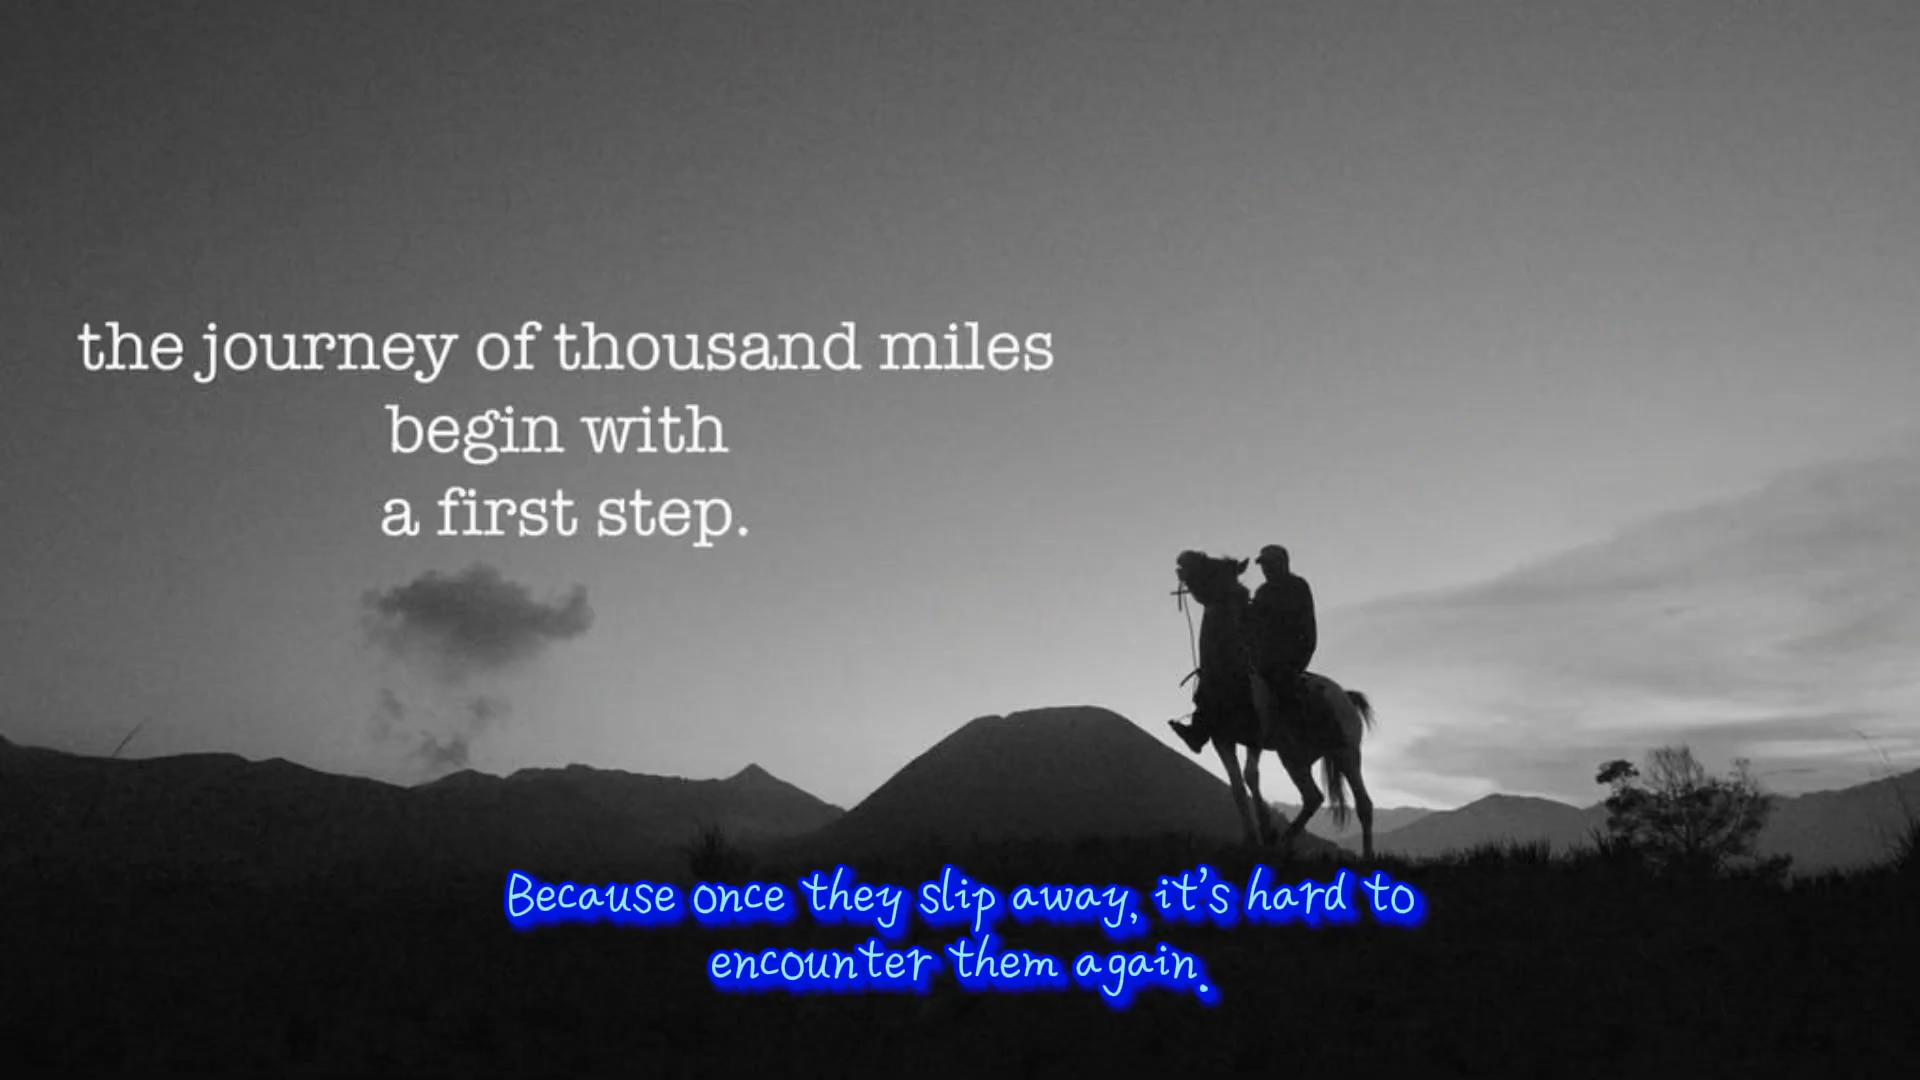 the journey of thousand miles
begin with
a first step.
Because once they slip away, it's hard to
encounter them again.